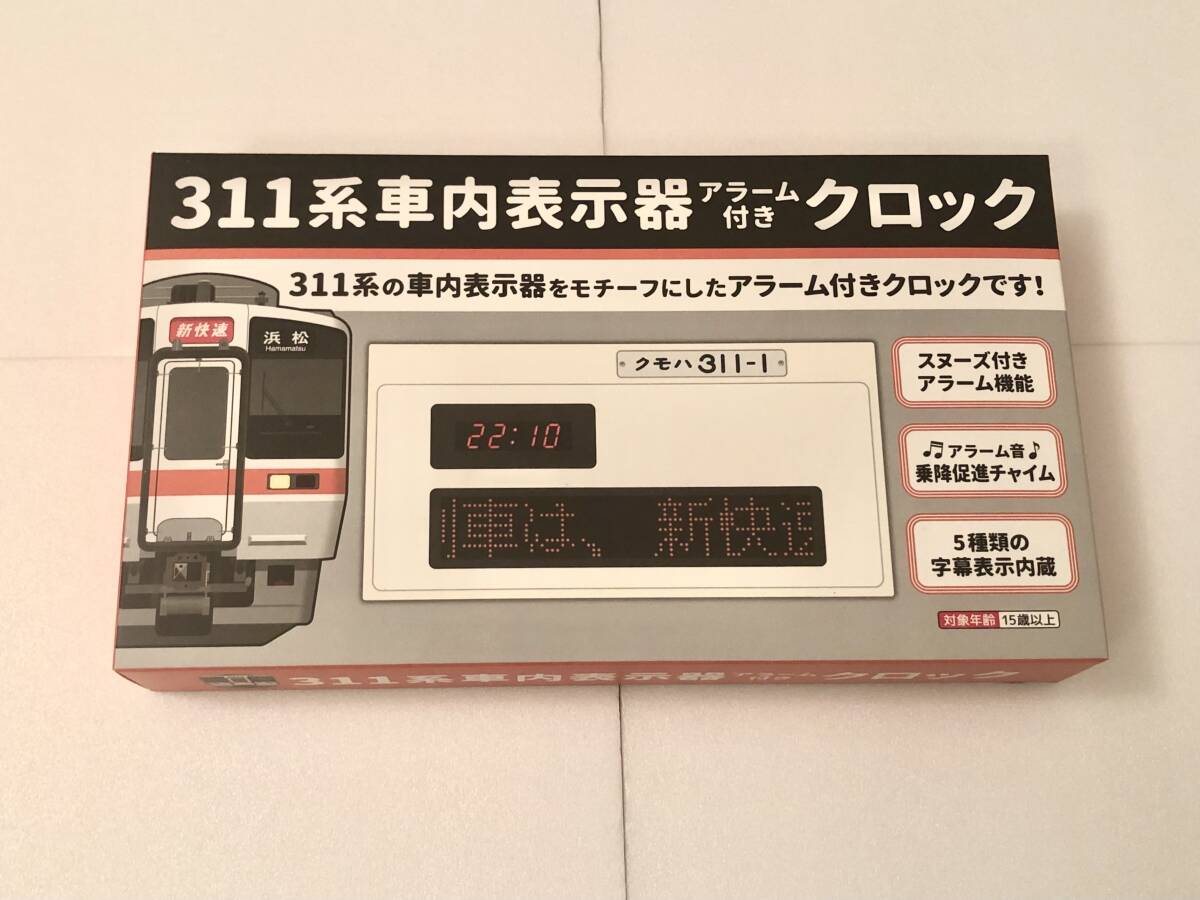 311系車内表示器アラーム付きクロック
311系の車内表示器をモチーフにしたアラーム付きクロックです!
新快速
浜松
Hamamatsu
クモハ311-1
22:10
車は、 新快速
スヌーズ付き
アラーム機能
アラーム音
乗降促進チャイム
5種類の
字幕表示内蔵
対象年齢 15歳以上
311系車内表示器アラーム付きクロック